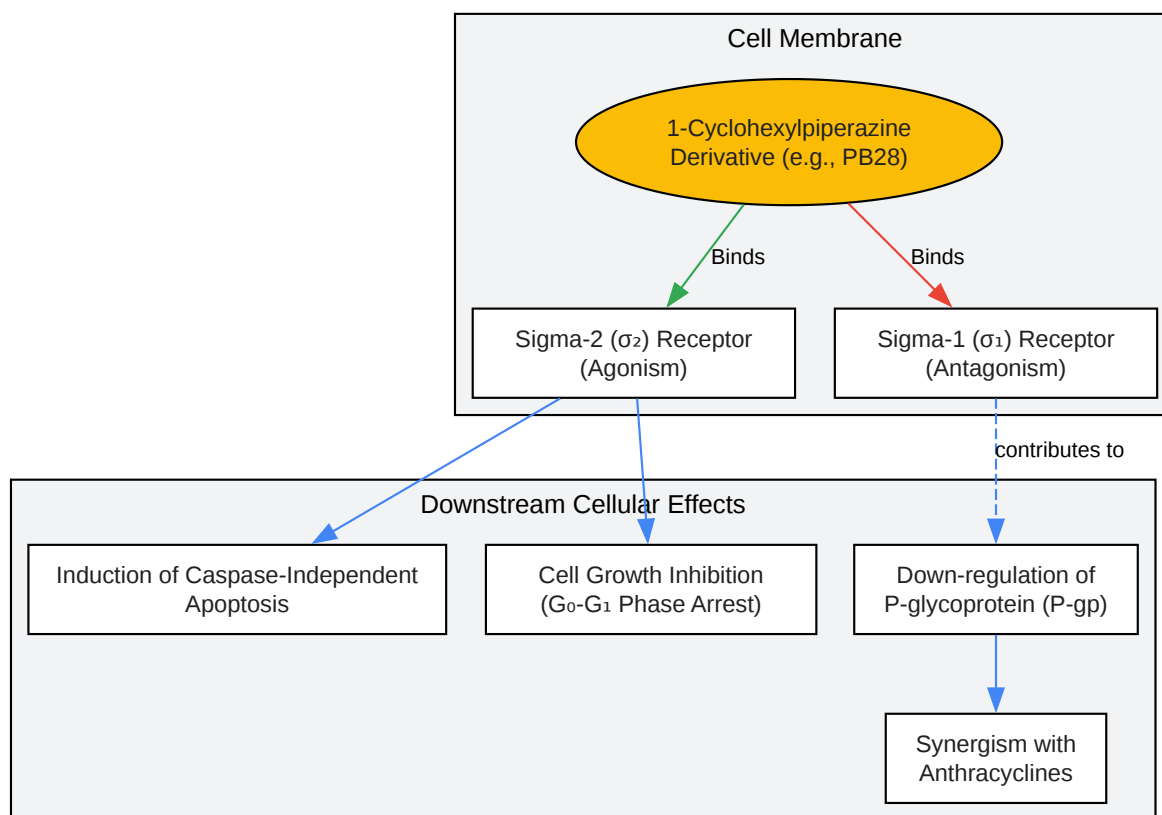 Cell Membrane
1-Cyclohexylpiperazine
Derivative (e.g., PB28)
Binds
Binds
Sigma-2 (σ₂) Receptor
(Agonism)
Sigma-1 (σ₁) Receptor
(Antagonism)
contributes to
Downstream Cellular Effects
Induction of Caspase-Independent
Apoptosis
Cell Growth Inhibition
(G₀-G₁ Phase Arrest)
Down-regulation of
P-glycoprotein (P-gp)
Synergism with
Anthracyclines